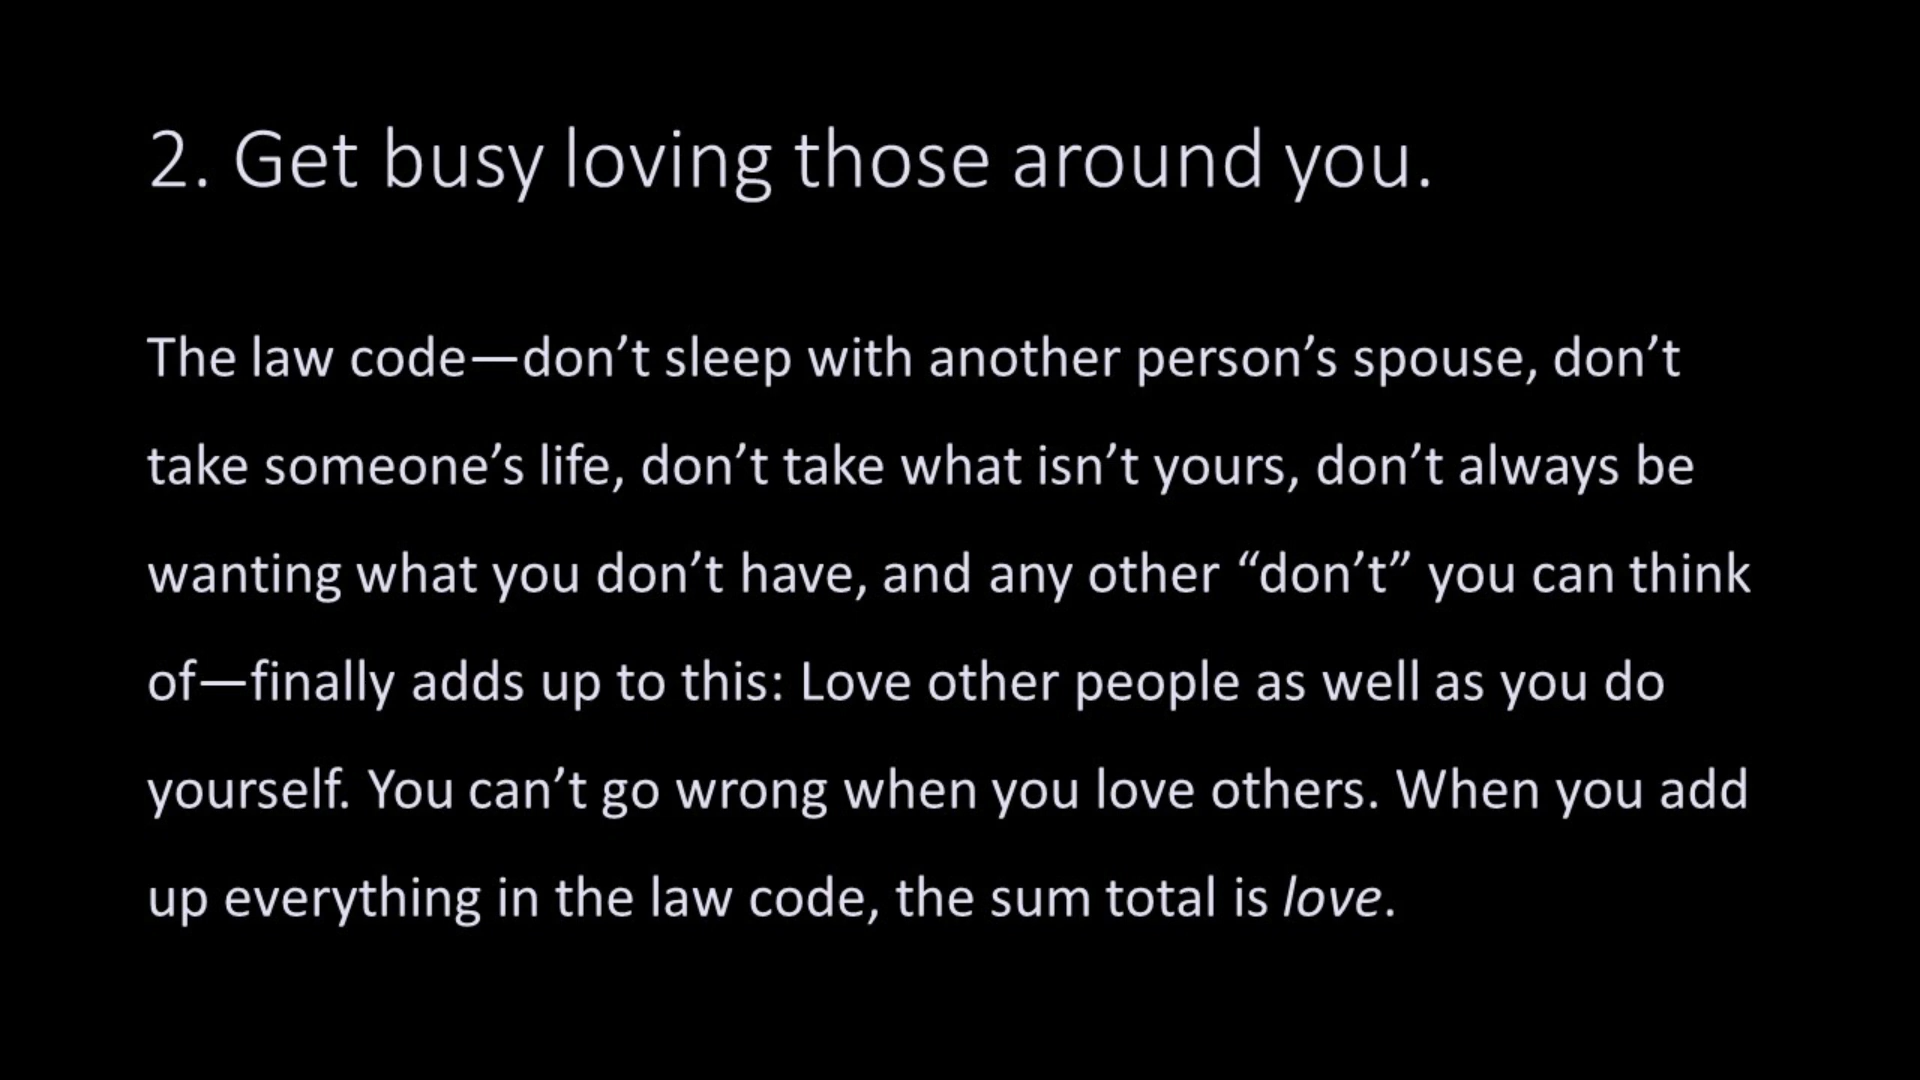 2. Get busy loving those around you.
The law code—don’t sleep with another person’s spouse, don’t
take someone’s life, don’t take what isn’t yours, don’t always be
wanting what you don’t have, and any other “don’t” you can think
of—finally adds up to this: Love other people as well as you do
yourself. You can’t go wrong when you love others. When you add
up everything in the law code, the sum total is love.